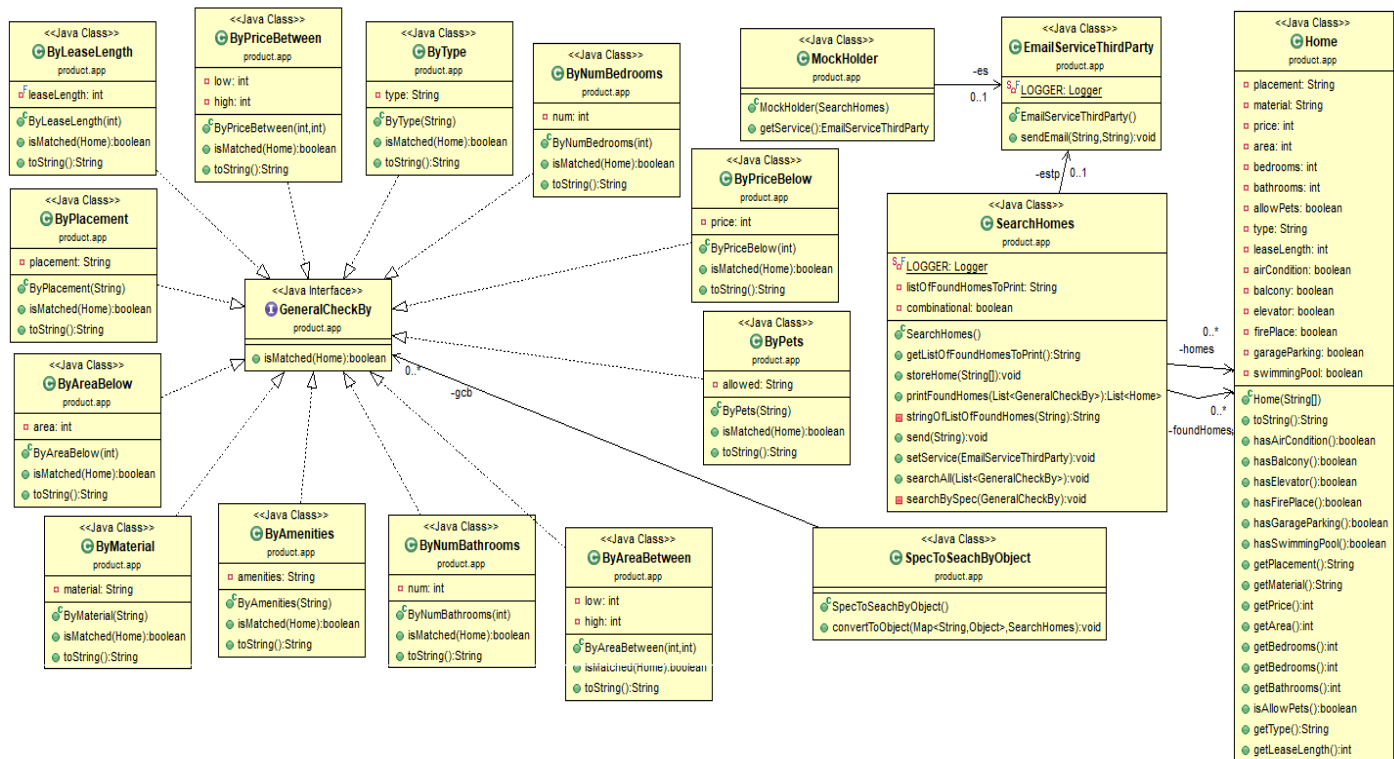 <<Java Class>>
ByLeaseLength
product.app
leaseLength: int
ByLeaseLength(int)
isMatched(Home):boolean
toString():String
<<Java Class>>
ByPriceBetween
product.app
low: int
high: int
ByPriceBetween(int,int)
isMatched(Home):boolean
toString():String
<<Java Class>>
ByType
product.app
type: String
ByType(String)
isMatched(Home):boolean
toString():String
<<Java Class>>
ByNumBedrooms
product.app
num: int
ByNumBedrooms(int)
isMatched(Home):boolean
toString():String
<<Java Class>>
MockHolder
product.app
MockHolder(SearchHomes)
getService():EmailServiceThirdParty
-es
0..1
<<Java Class>>
EmailServiceThirdParty
product.app
LOGGER: Logger
EmailServiceThirdParty()
sendEmail(String,String):void
-estp
0..1
<<Java Class>>
Home
product.app
placement: String
material: String
price: int
area: int
bedrooms: int
bathrooms: int
allowPets: boolean
type: String
leaseLength: int
airCondition: boolean
balcony: boolean
elevator: boolean
firePlace: boolean
garageParking: boolean
swimmingPool: boolean
Home(String[])
toString():String
hasAirCondition():boolean
hasBalcony():boolean
hasElevator():boolean
hasFirePlace():boolean
hasGarageParking():boolean
hasSwimmingPool():boolean
getPlacement():String
getMaterial():String
getPrice():int
getArea():int
getBedrooms():int
getBedrooms():int
getBathrooms():int
isAllowPets():boolean
getType():String
getLeaseLength():int
<<Java Class>>
ByPlacement
product.app
placement: String
ByPlacement(String)
isMatched(Home):boolean
toString():String
<<Java Interface>>
GeneralCheckBy
product.app
isMatched(Home):boolean
0..*
-gcb
<<Java Class>>
ByPriceBelow
product.app
price: int
ByPriceBelow(int)
isMatched(Home):boolean
toString():String
<<Java Class>>
SearchHomes
product.app
LOGGER: Logger
listOfFoundHomesToPrint: String
combinational: boolean
SearchHomes()
getListOfFoundHomesToPrint():String
storeHome(String[]):void
printFoundHomes(List<GeneralCheckBy>):List<Home>
stringOfListOfFoundHomes(String):String
send(String):void
setService(EmailServiceThirdParty):void
searchAll(List<GeneralCheckBy>):void
searchBySpec(GeneralCheckBy):void
0..*
-homes
0..*
-foundHomes
<<Java Class>>
ByPets
product.app
allowed: String
ByPets(String)
isMatched(Home):boolean
toString():String
<<Java Class>>
ByAreaBelow
product.app
area: int
ByAreaBelow(int)
isMatched(Home):boolean
toString():String
<<Java Class>>
ByMaterial
product.app
material: String
ByMaterial(String)
isMatched(Home):boolean
toString():String
<<Java Class>>
ByAmenities
product.app
amenities: String
ByAmenities(String)
isMatched(Home):boolean
toString():String
<<Java Class>>
ByNumBathrooms
product.app
num: int
ByNumBathrooms(int)
isMatched(Home):boolean
toString():String
<<Java Class>>
ByAreaBetween
product.app
low: int
high: int
ByAreaBetween(int,int)
isMatched(Home):boolean
toString():String
<<Java Class>>
SpecToSeachByObject
product.app
SpecToSeachByObject()
convertToObject(Map<String,Object>,SearchHomes):void